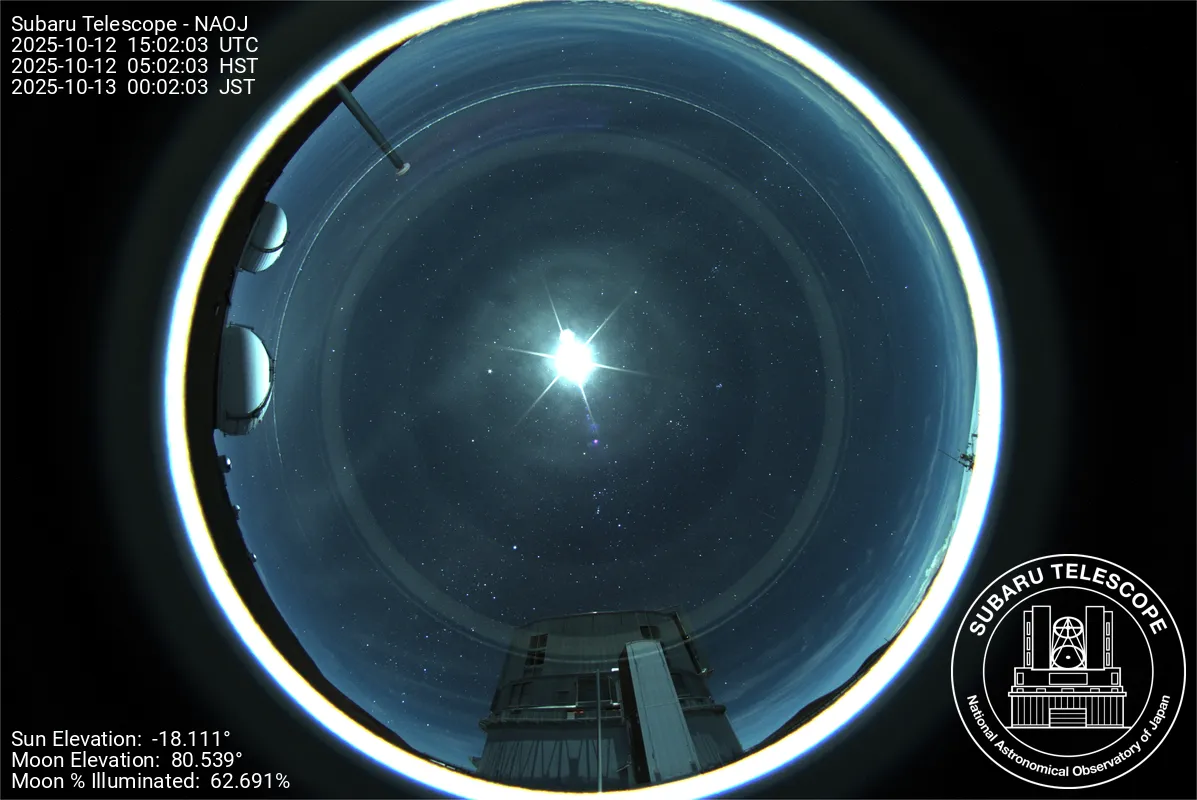 Subaru Telescope - NAOJ
2025-10-12 15:02:03 UTC
2025-10-12 05:02:03 HST
2025-10-13 00:02:03 JST
SUBARU TELESCOPE
National Astronomical Observatory of Japan
Sun Elevation: -18.111°
Moon Elevation: 80.539°
Moon % Illuminated: 62.691%